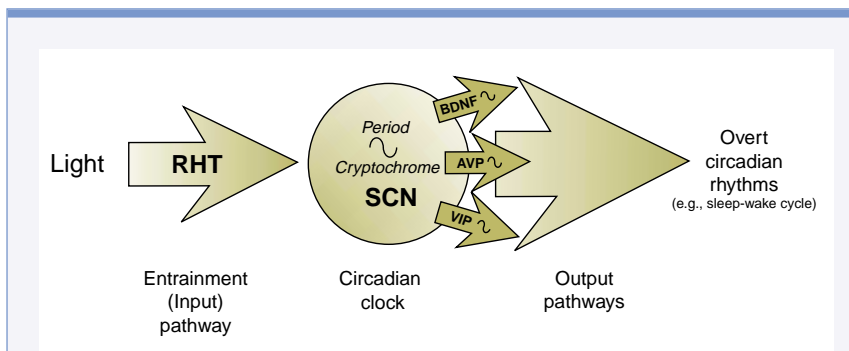 Light
RHT
Period
Cryptochrome
SCN
BDNF
AVP
VIP
Overt
circadian
rhythms
(e.g., sleep-wake cycle)
Entrainment
(Input)
pathway
Circadian
clock
Output
pathways